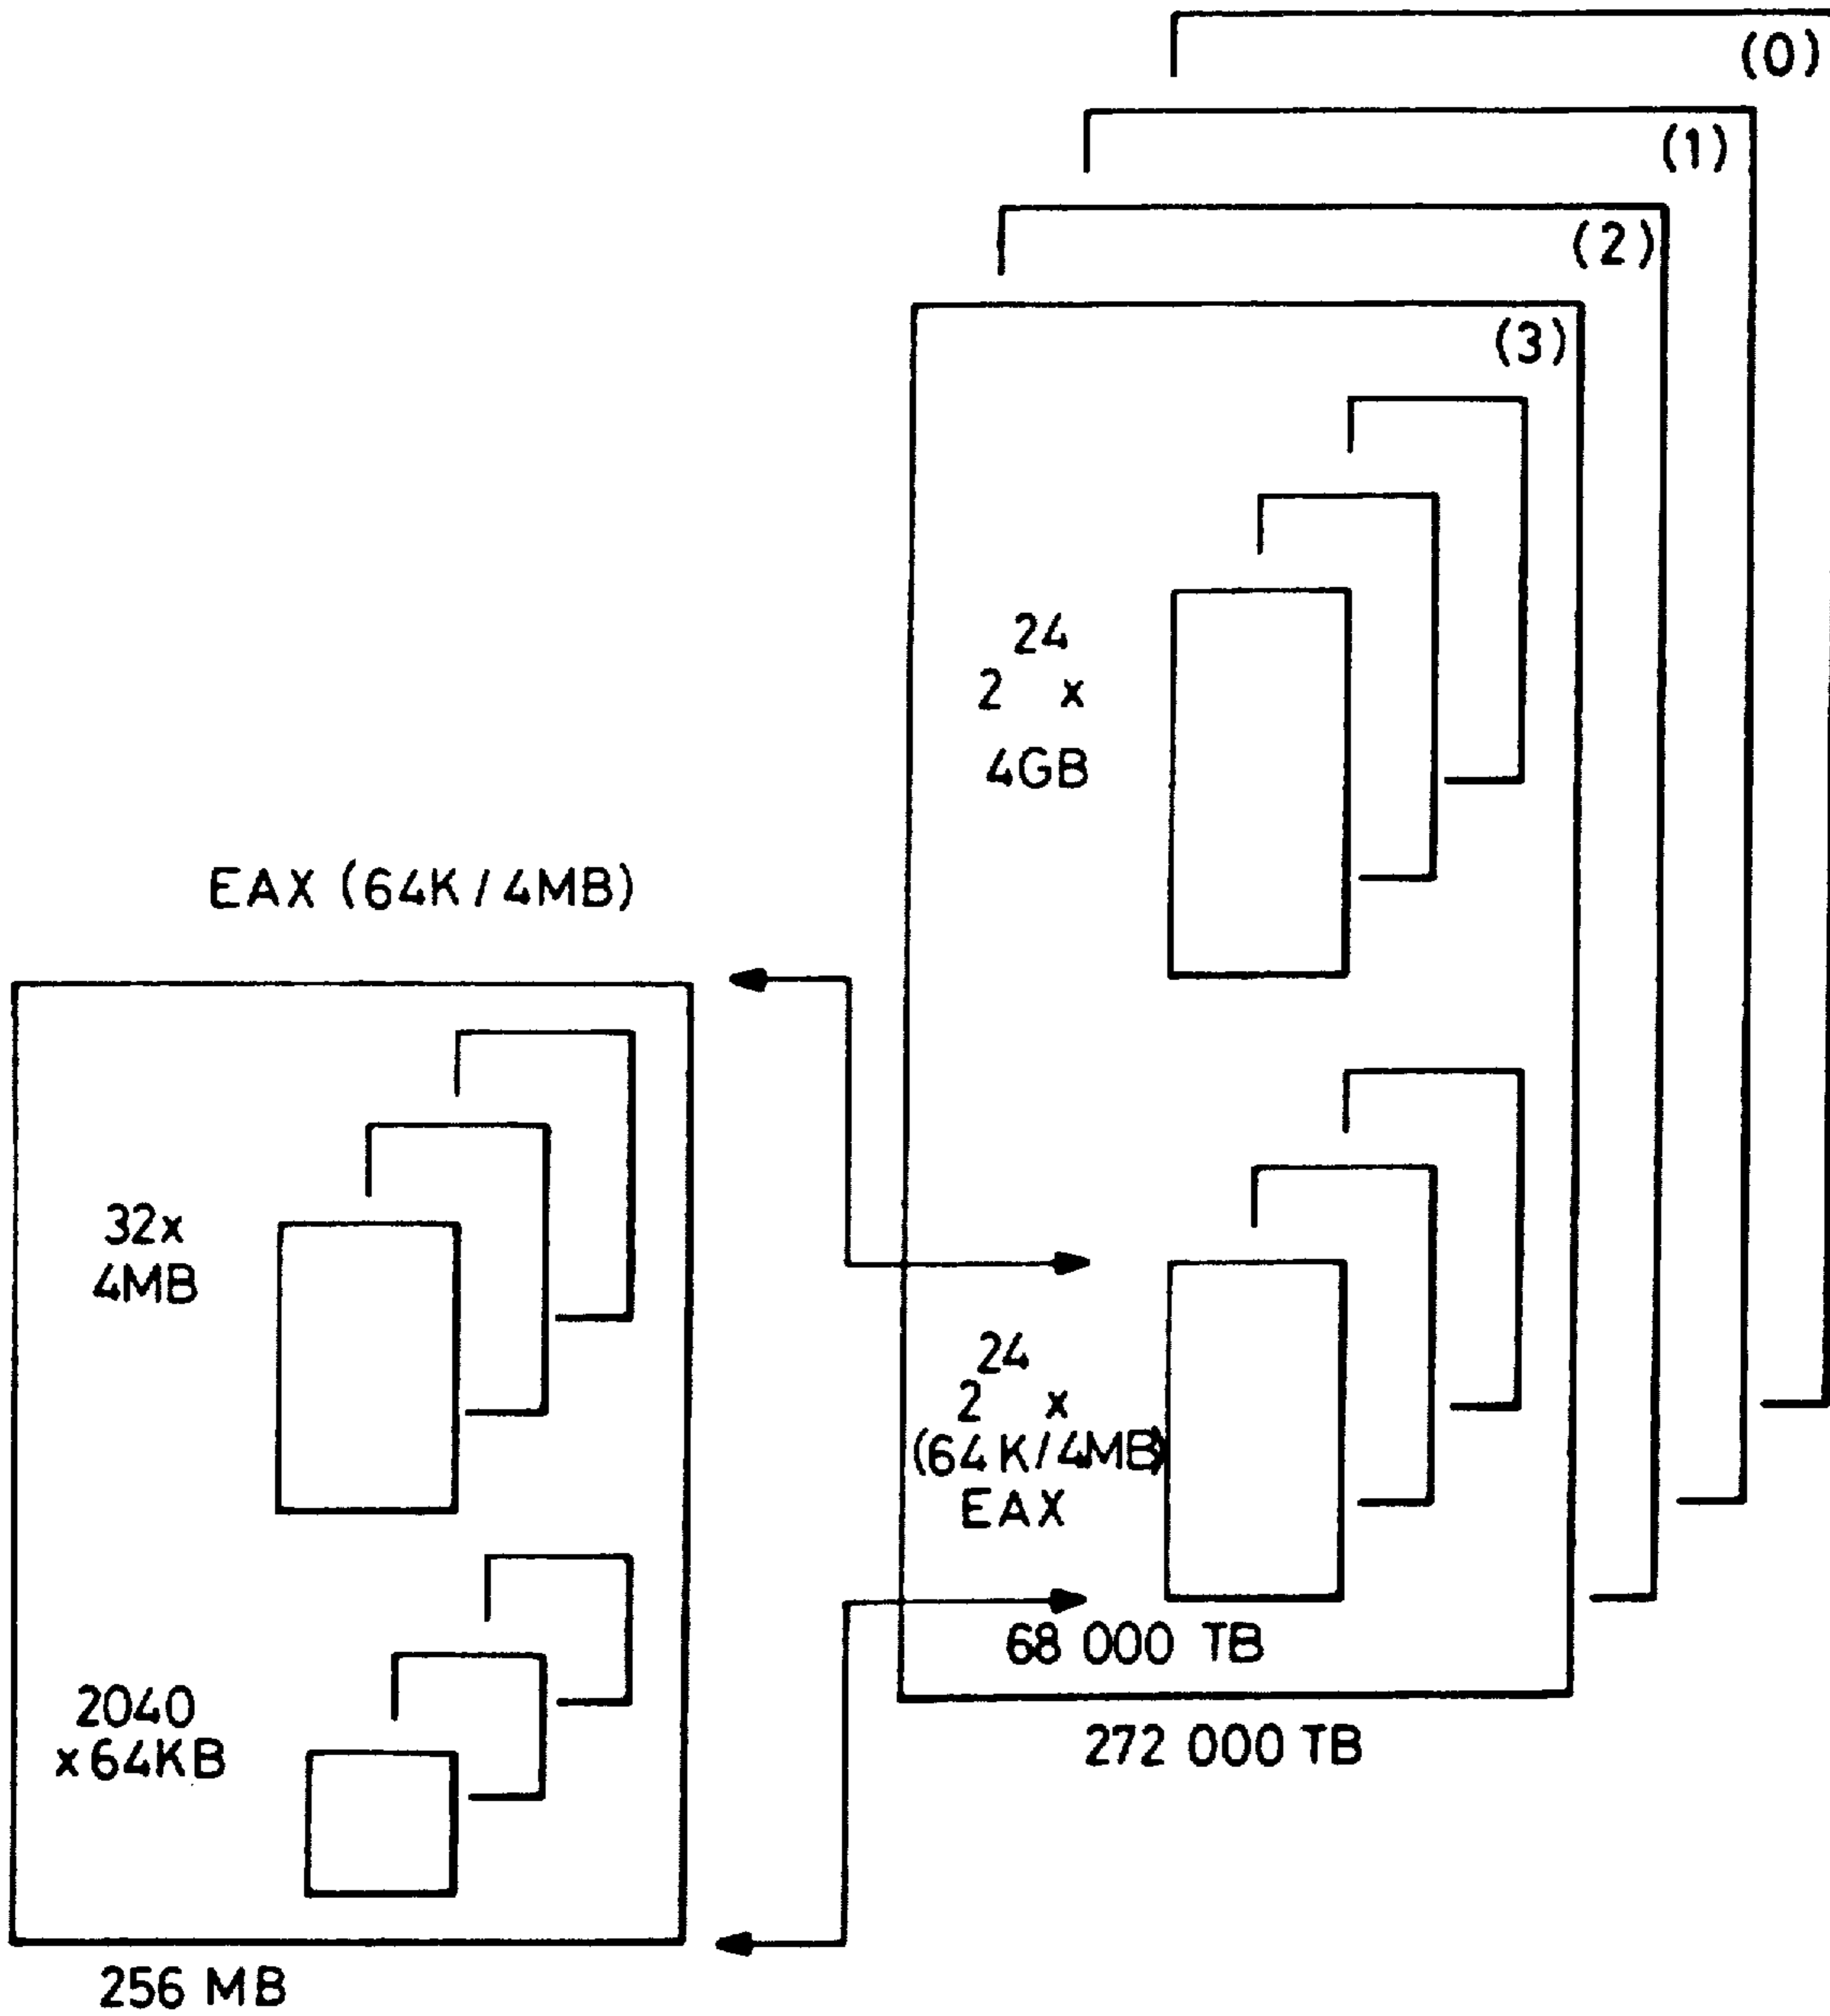 (0)
(1)
(2)
(3)
24
2 x
4GB
EAX (64K/4MB)
32x
4MB
24
2 x
(64K/4MB)
EAX
68 000 TB
2040
x64KB
272 000 TB
256 MB